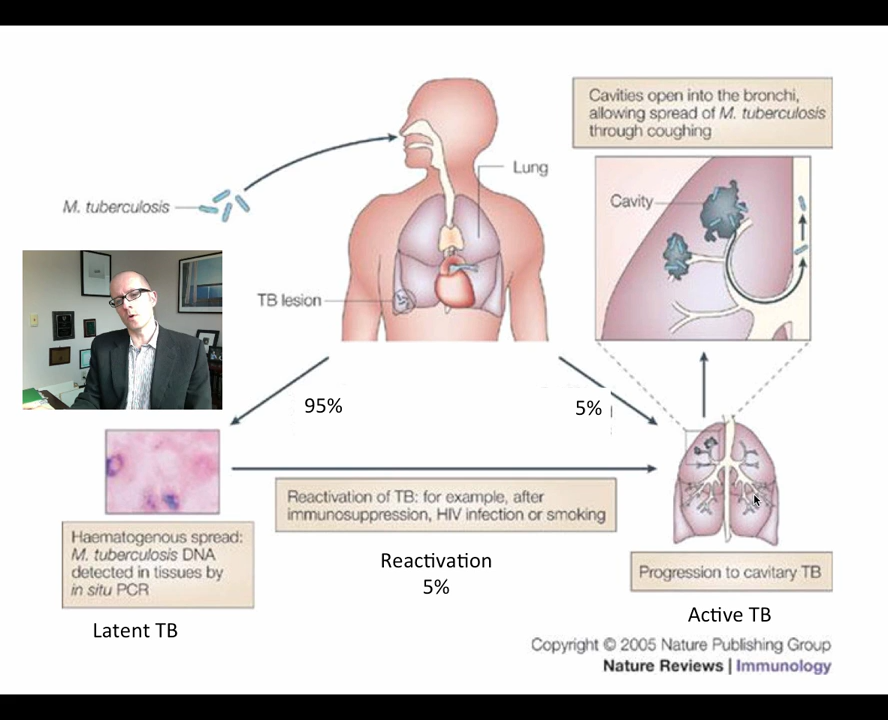 Cavities open into the bronchi,
allowing spread of M. tuberculosis
through coughing
Lung
Cavity
M. tuberculosis
TB lesion
95%
5%
Reactivation of TB: for example, after
immunosuppression, HIV infection or smoking
Haematogenous spread:
M. tuberculosis DNA
detected in tissues by
in situ PCR
Reactivation
5%
Progression to cavitary TB
Latent TB
Active TB
Copyright © 2005 Nature Publishing Group
Nature Reviews | Immunology